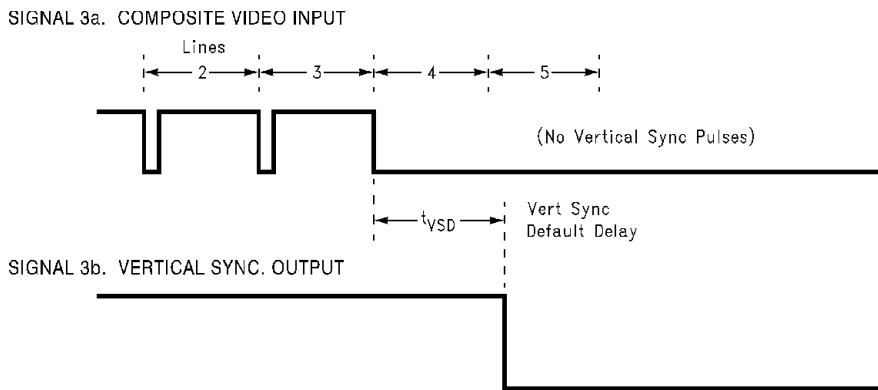 SIGNAL 3a. COMPOSITE VIDEO INPUT
Lines
2 3 4 5
(No Vertical Sync Pulses)
tVSD
Vert Sync
Default Delay
SIGNAL 3b. VERTICAL SYNC. OUTPUT